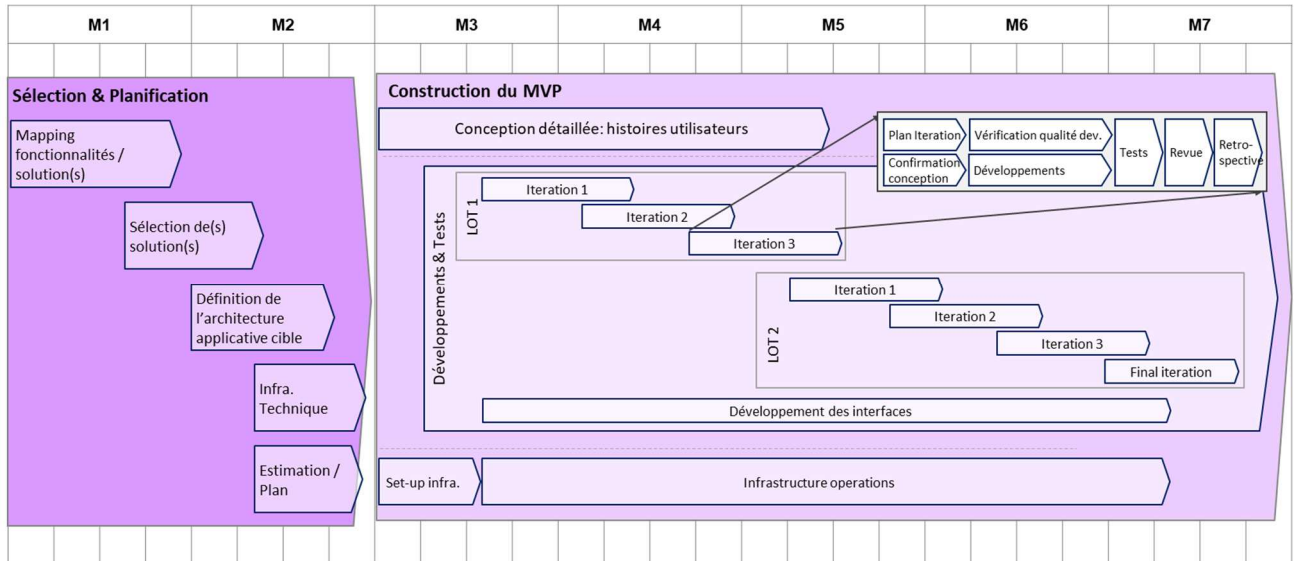 M1
M2
M3
M4
M5
M6
M7
Sélection & Planification
Mapping
fonctionnalités /
solution(s)
Sélection de(s)
solution(s)
Définition de
l'architecture
applicative cible
Infra.
Technique
Estimation /
Plan
Construction du MVP
Conception détaillée: histoires utilisateurs
Plan Iteration
Vérification qualité dev.
Confirmation
conception
Développements
Tests
Revue
Retro-
spective
Développements & Tests
LOT 1
Iteration 1
Iteration 2
Iteration 3
LOT 2
Iteration 1
Iteration 2
Iteration 3
Final iteration
Développement des interfaces
Set-up infra.
Infrastructure operations